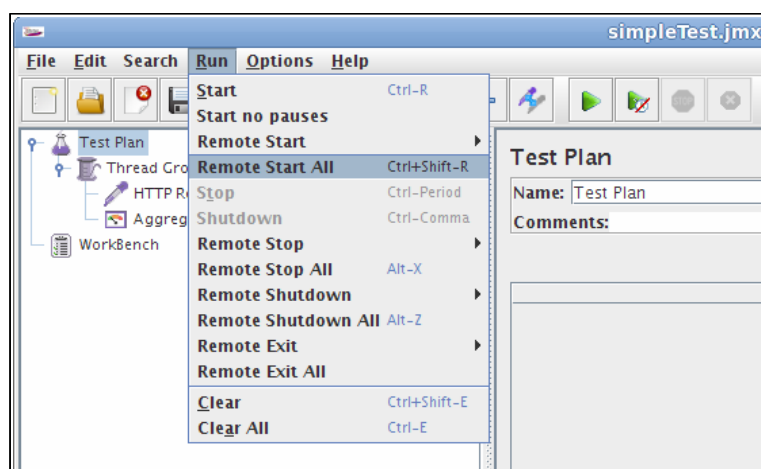 simpleTest.jmx
File Edit Search Run Options Help
Start Ctrl-R
Start no pauses
Remote Start
Remote Start All Ctrl+Shift-R
Stop Ctrl-Period
Shutdown Ctrl-Comma
Remote Stop
Remote Stop All Alt-X
Remote Shutdown
Remote Shutdown All Alt-Z
Remote Exit
Remote Exit All
Clear Ctrl+Shift-E
Clear All Ctrl-E
Test Plan
Thread Gro
HTTP Re
Aggreg
WorkBench
STOP
Test Plan
Name: Test Plan
Comments: